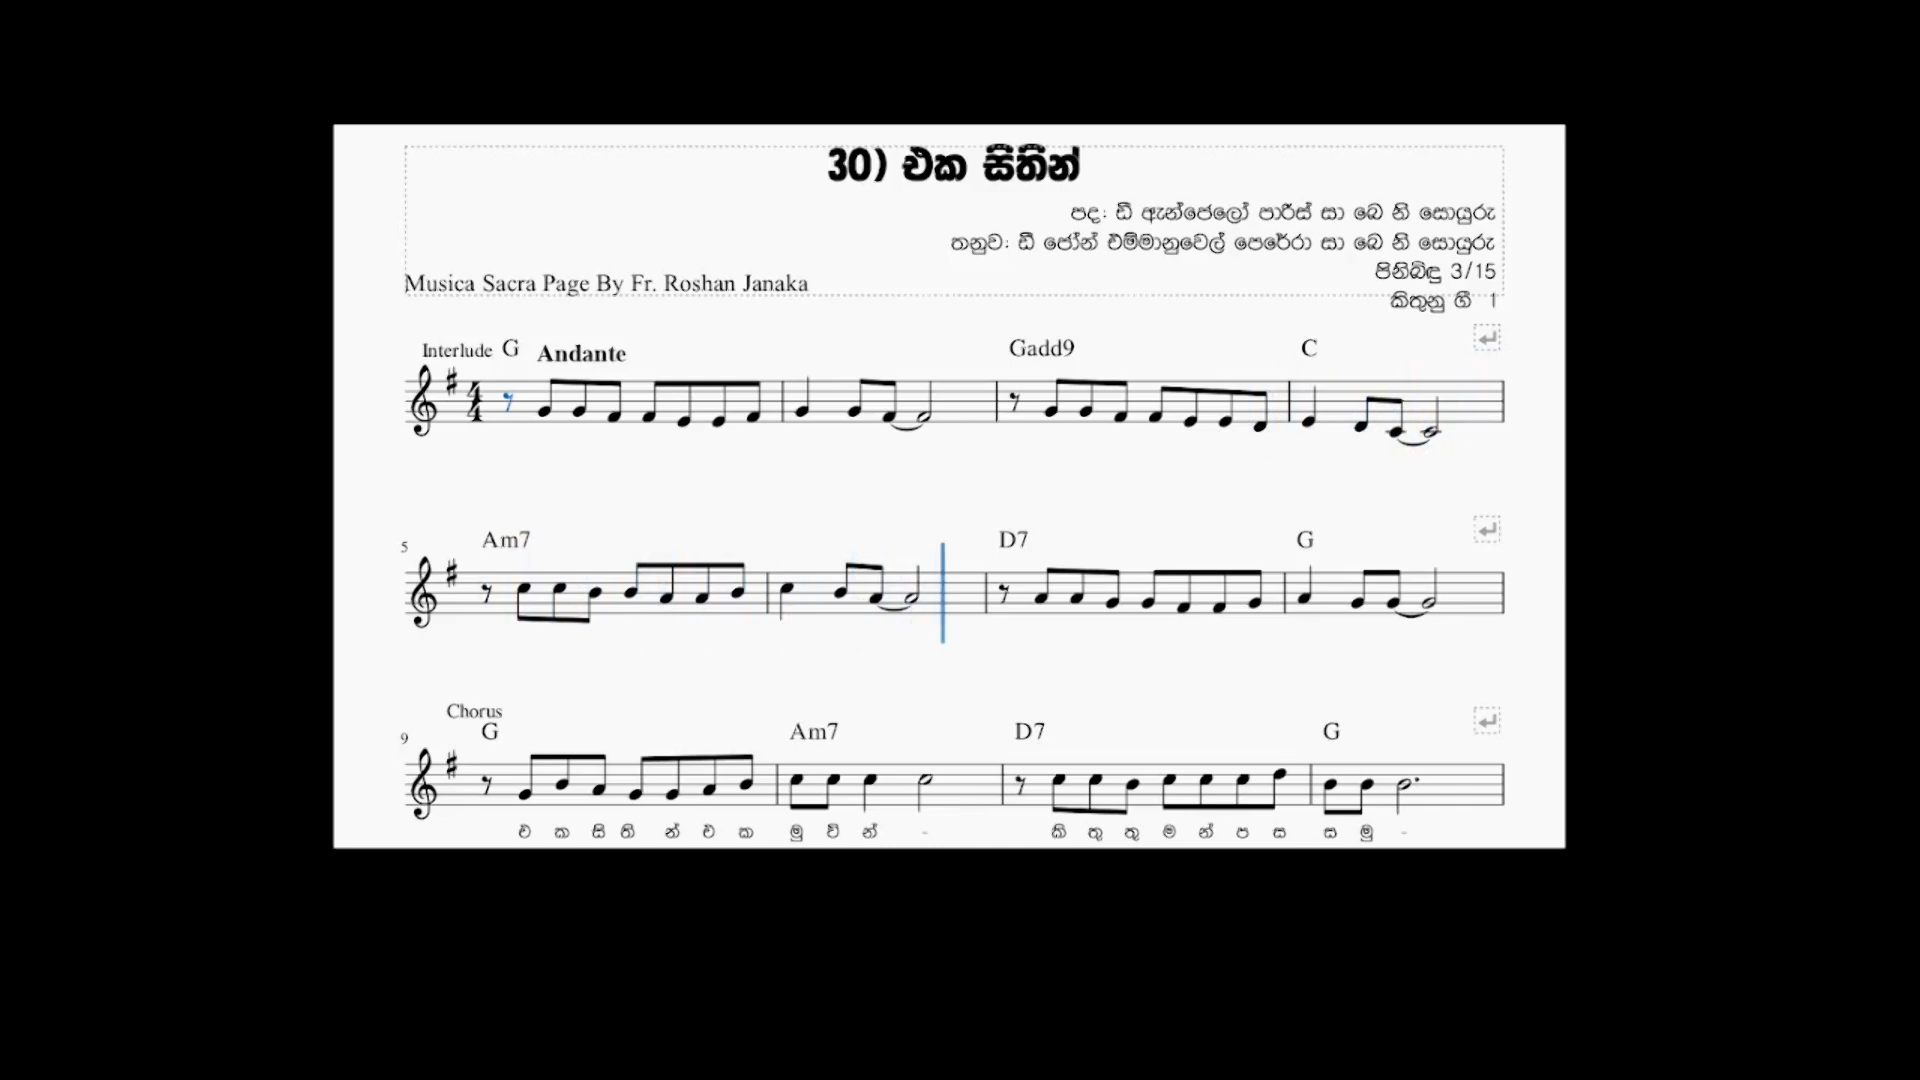 30) එක සිතින්
පද: ඩී ඇන්ජෙලෝ පාරිස් සා බෙ නි සොයුරු
තනුව: ඩී ජෝන් එම්මානුවෙල් පෙරේරා සා බෙ නි සොයුරු
පිනිබිඳු 3/15
Musica Sacra Page By Fr. Roshan Janaka
කිතුනු ගී 1
Interlude G Andante Gadd9 C
5 Am7 D7 G
Chorus
9 G Am7 D7 G
එ ක සි ති න් එ ක මු වි න් - කි තු තු ම න් ප ස ස මු -